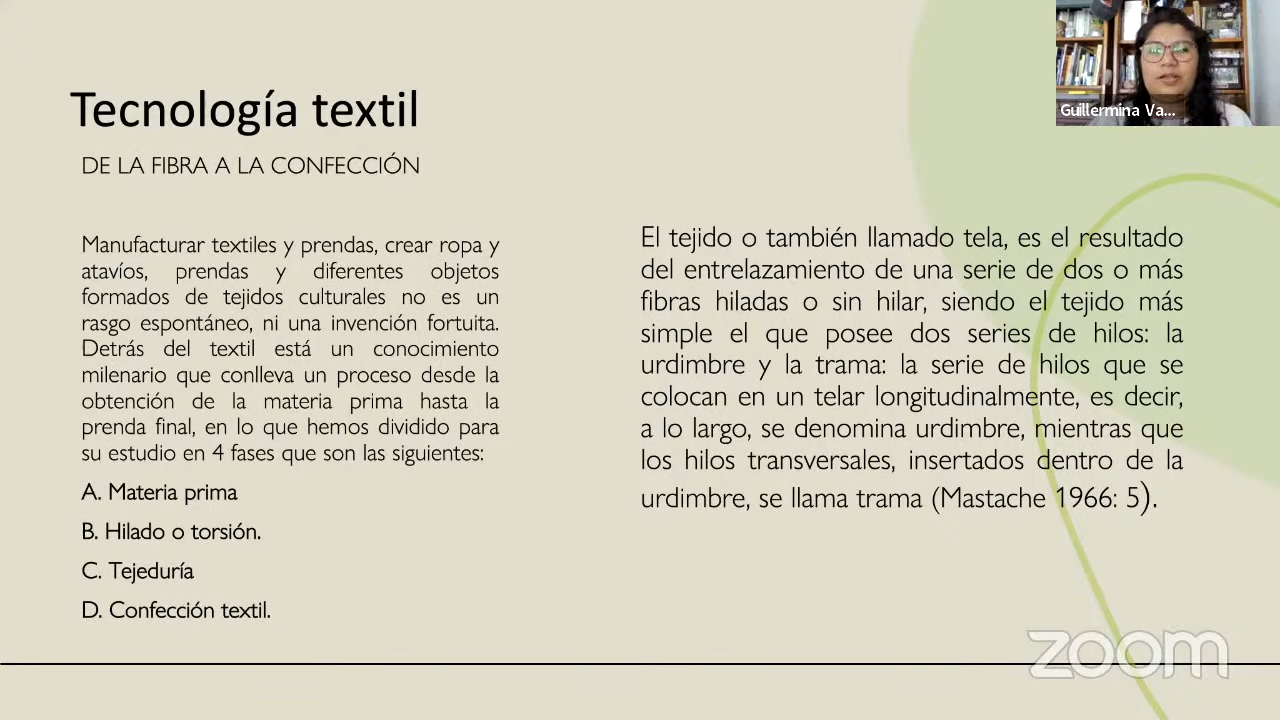 Tecnología textil
DE LA FIBRA A LA CONFECCIÓN
Manufacturar textiles y prendas, crear ropa y
atavíos, prendas y diferentes objetos
formados de tejidos culturales no es un
rasgo espontáneo, ni una invención fortuita.
Detrás del textil está un conocimiento
milenario que conlleva un proceso desde la
obtención de la materia prima hasta la
prenda final, en lo que hemos dividido para
su estudio en 4 fases que son las siguientes:
A. Materia prima
B. Hilado o torsión.
C. Tejeduría
D. Confección textil.
El tejido o también llamado tela, es el resultado
del entrelazamiento de una serie de dos o más
fibras hiladas o sin hilar, siendo el tejido más
simple el que posee dos series de hilos: la
urdimbre y la trama: la serie de hilos que se
colocan en un telar longitudinalmente, es decir,
a lo largo, se denomina urdimbre, mientras que
los hilos transversales, insertados dentro de la
urdimbre, se llama trama (Mastache 1966: 5).
Guillermina Va...
zoom